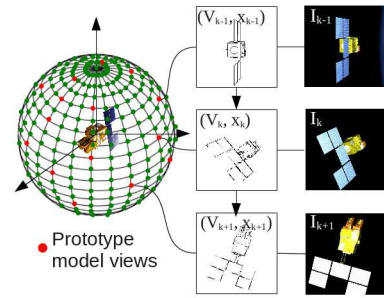 (V_{k-1}, x_{k-1})
I_{k-1}
(V_k, x_k)
I_k
(V_{k+1}, x_{k+1})
I_{k+1}
Prototype
model views